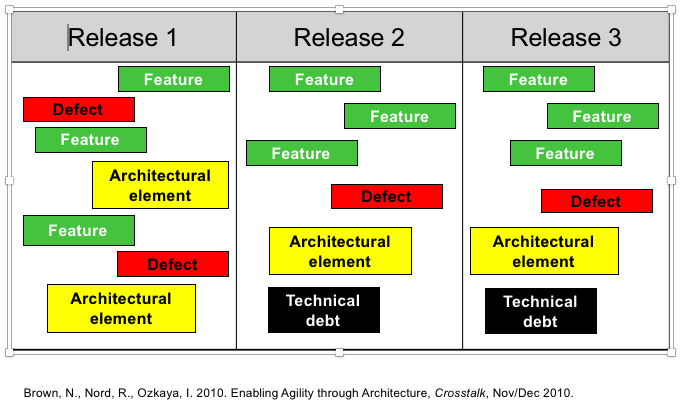 Release 1
Release 2
Release 3
Feature
Defect
Feature
Architectural
element
Feature
Defect
Architectural
element
Feature
Feature
Feature
Defect
Architectural
element
Technical
debt
Feature
Feature
Feature
Defect
Architectural
element
Technical
debt
Brown, N., Nord, R., Ozkaya, I. 2010. Enabling Agility through Architecture, Crosstalk, Nov/Dec 2010.